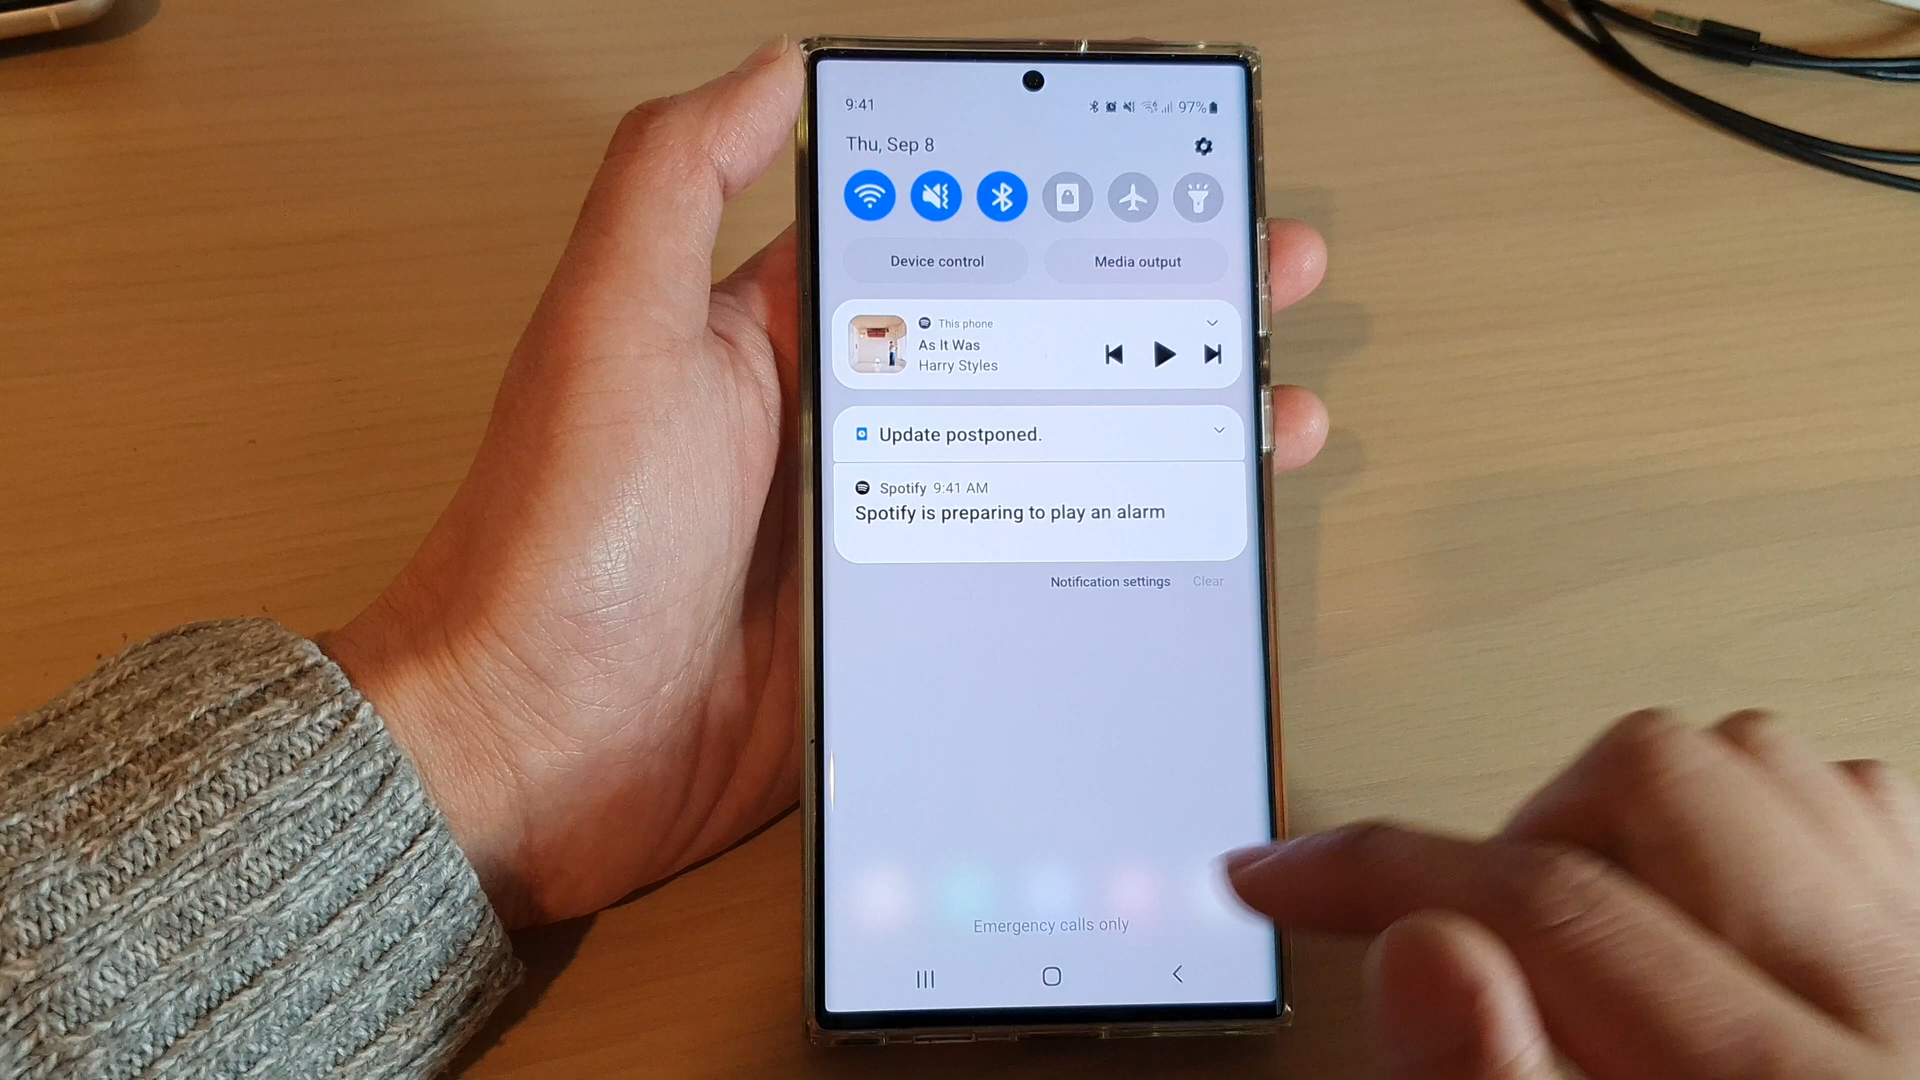 9:41
97%
Thu, Sep 8
Device control
Media output
This phone
As It Was
Harry Styles
Update postponed.
Spotify 9:41 AM
Spotify is preparing to play an alarm
Notification settings
Clear
Emergency calls only